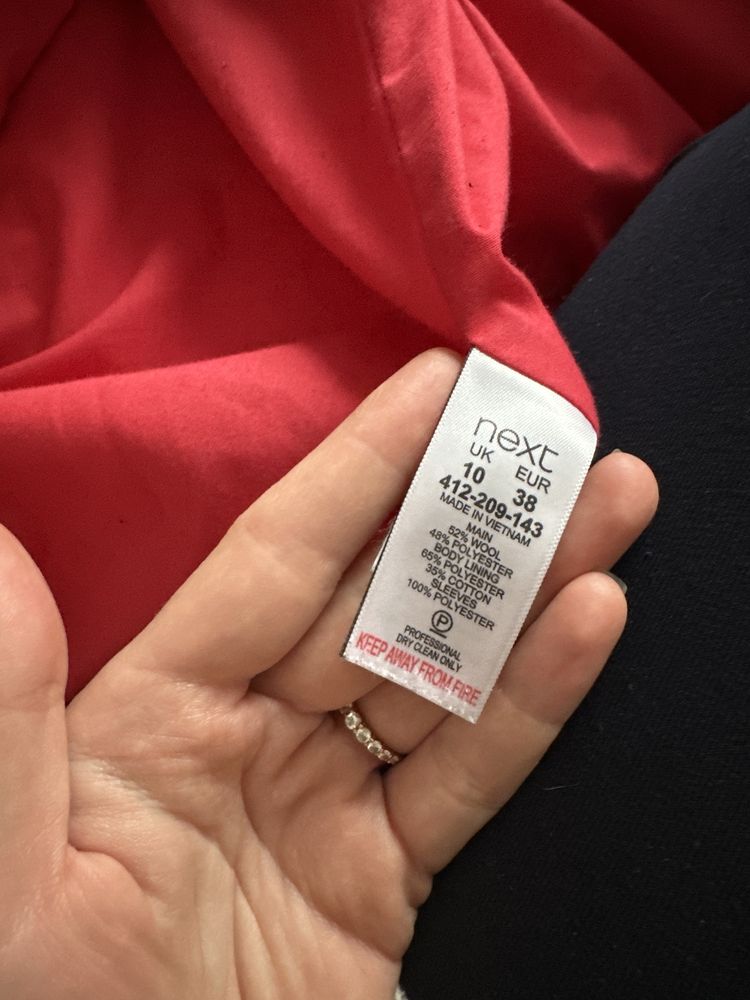 next
UK EUR
10 38
412-209-143
MADE IN VIETNAM
MAIN
52% WOOL
48% POLYESTER
BODY LINING
65% POLYESTER
35% COTTON
SLEEVES
100% POLYESTER
P
PROFESSIONAL
DRY CLEAN ONLY
KEEP AWAY FROM FIRE